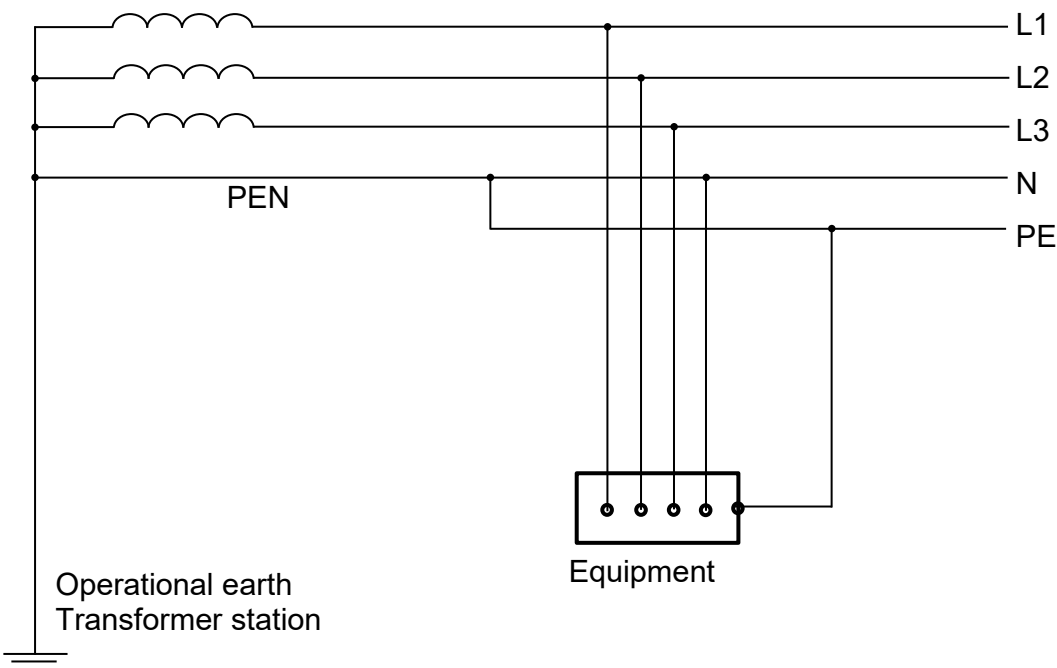 L1
L2
L3
N
PEN
PE
Equipment
Operational earth
Transformer station